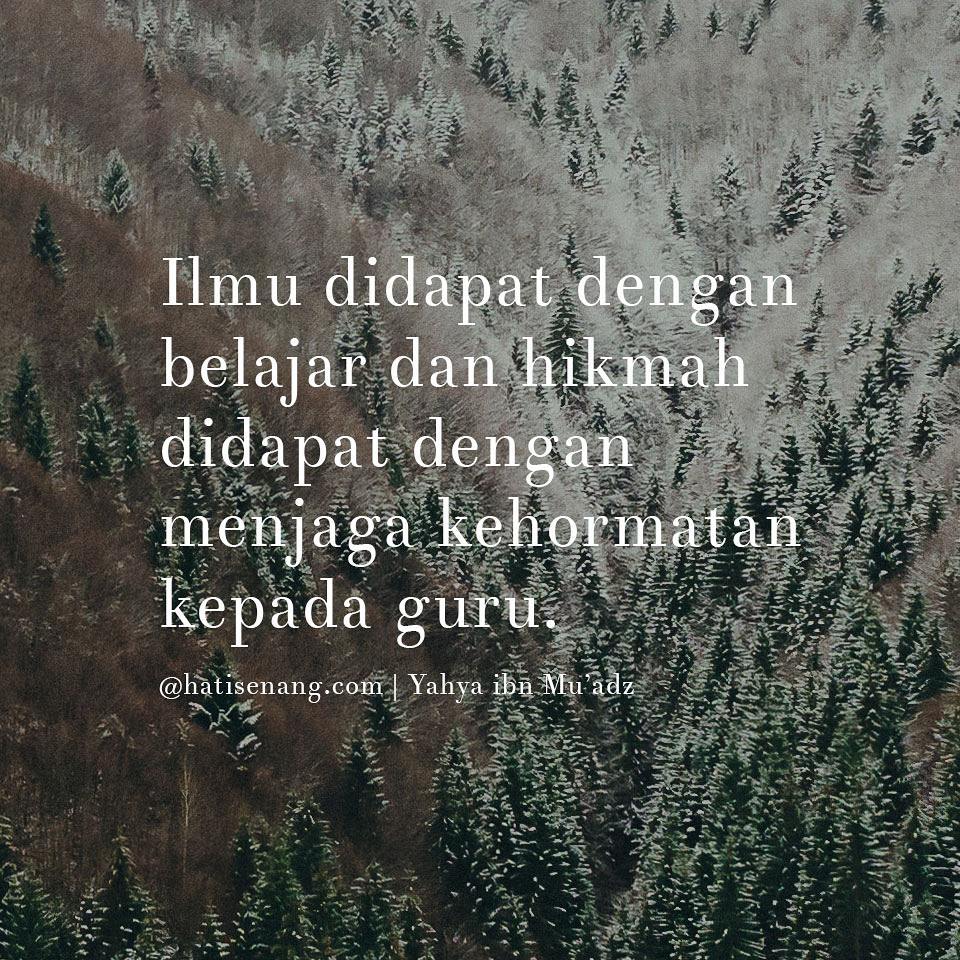 Ilmu didapat dengan
belajar dan hikmah
didapat dengan
menjaga kehormatan
kepada guru.
@hatisenang.com | Yahya ibn Mu'adz